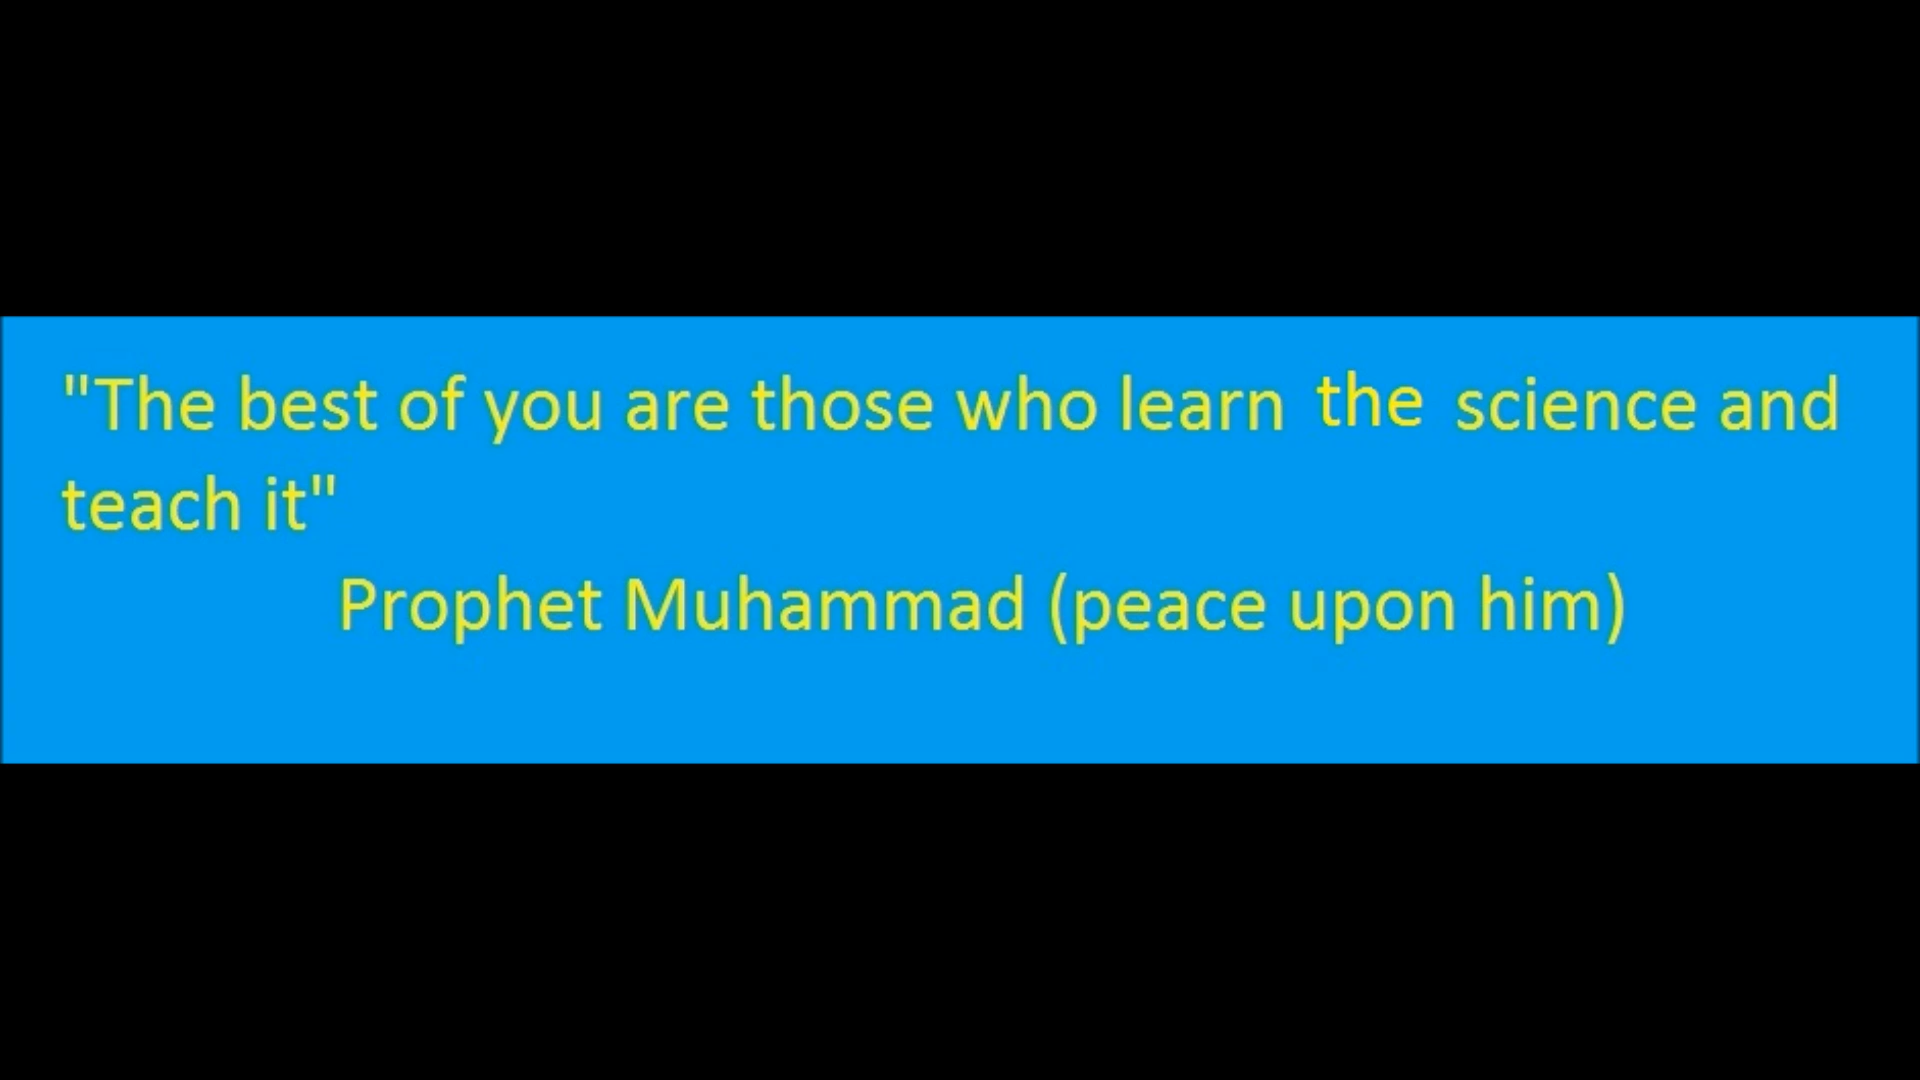 "The best of you are those who learn the science and
teach it"
Prophet Muhammad (peace upon him)